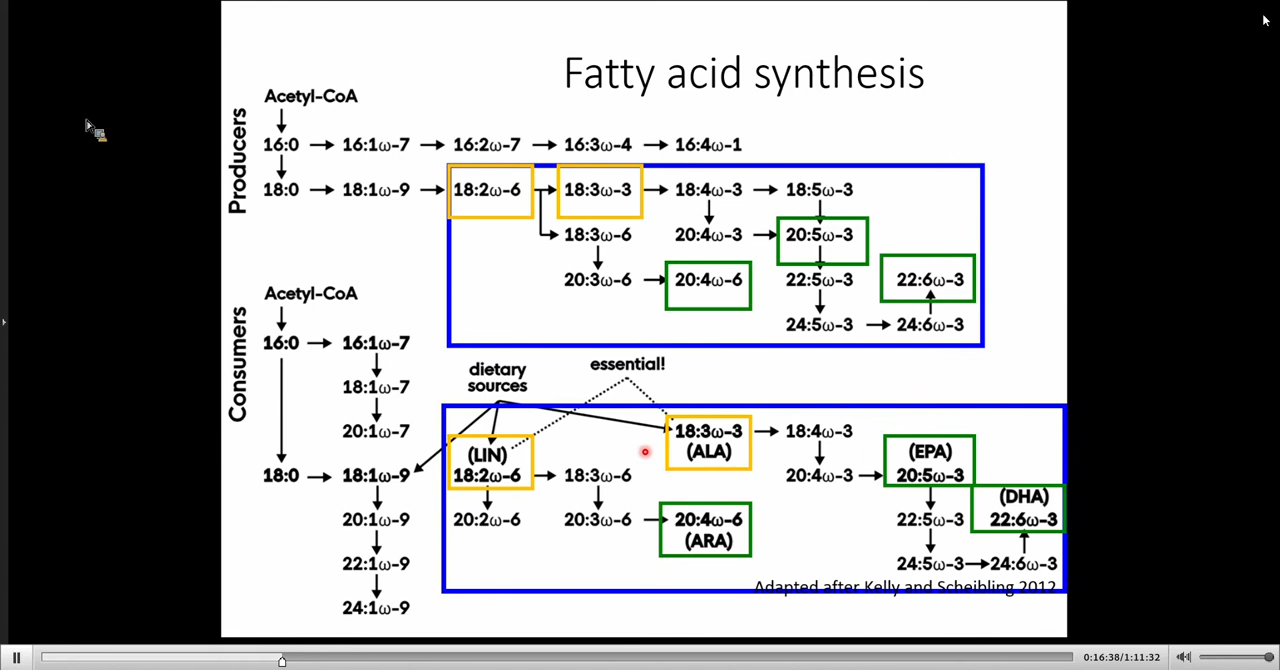 Fatty acid synthesis
Producers
Acetyl-CoA
16:0 → 16:1ω-7 → 16:2ω-7 → 16:3ω-4 → 16:4ω-1
18:0 → 18:1ω-9 → 18:2ω-6 → 18:3ω-3 → 18:4ω-3 → 18:5ω-3
18:3ω-6 20:4ω-3 → 20:5ω-3
20:3ω-6 → 20:4ω-6 22:5ω-3 22:6ω-3
24:5ω-3 → 24:6ω-3
Consumers
Acetyl-CoA
16:0 → 16:1ω-7
dietary
sources
essential!
18:1ω-7
20:1ω-7 18:3ω-3 → 18:4ω-3
(LIN) (ALA) (EPA)
18:0 → 18:1ω-9 18:2ω-6 → 18:3ω-6 20:4ω-3 → 20:5ω-3
(DHA)
20:1ω-9 20:2ω-6 20:3ω-6 → 20:4ω-6 22:5ω-3 22:6ω-3
(ARA)
22:1ω-9 24:5ω-3 → 24:6ω-3
Adapted after Kelly and Scheibling 2012
24:1ω-9
0:16:38/1:11:32